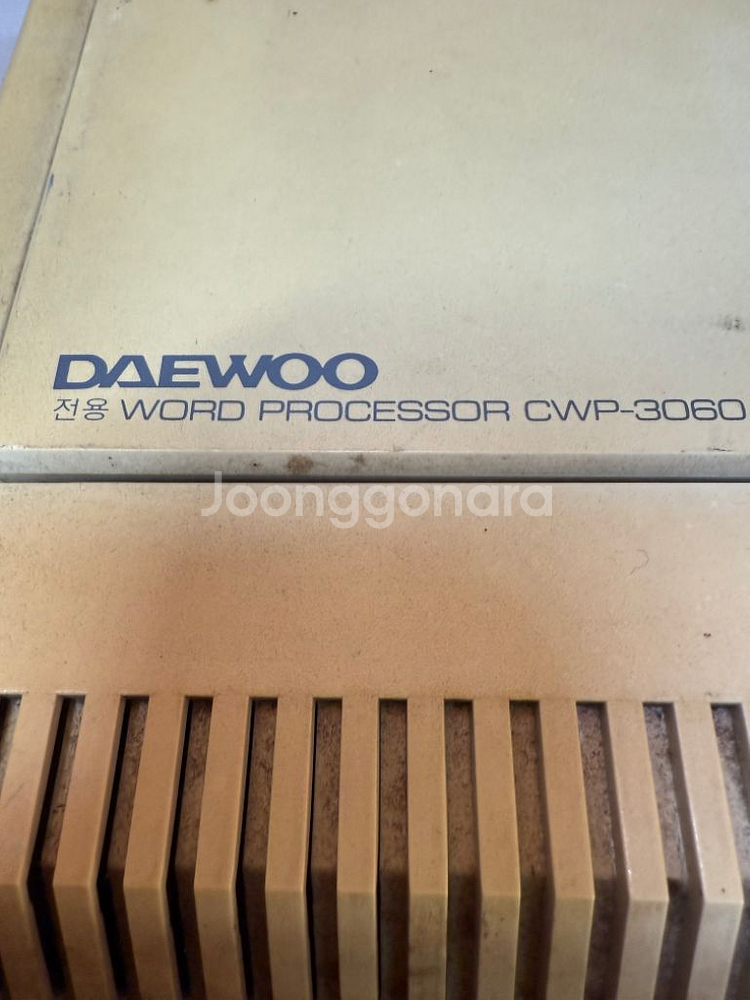 DAEWOO
전용 WORD PROCESSOR CWP-3060
Joonggonara